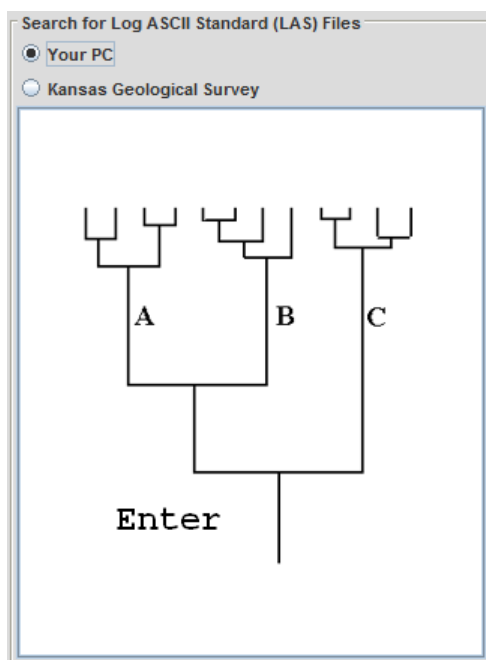 Search for Log ASCII Standard (LAS) Files
Your PC
Kansas Geological Survey
A B C
Enter